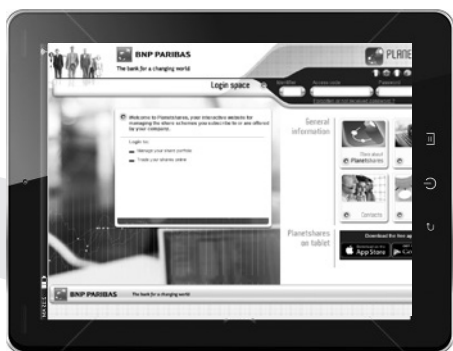 BNP PARIBAS
The bank for a changing world
PLANE
Login space
Identifier
Access code
Password
Welcome to Planetshares, your interactive website for
managing the share schemes you subscribe to or are offered
by your company.
Login to:
Manage your share portfolio
Trade your shares online
General
information
More about
Planetshares
Contacts
Planetshares
on tablet
Download the free
App Store
BNP PARIBAS
The bank for a changing world